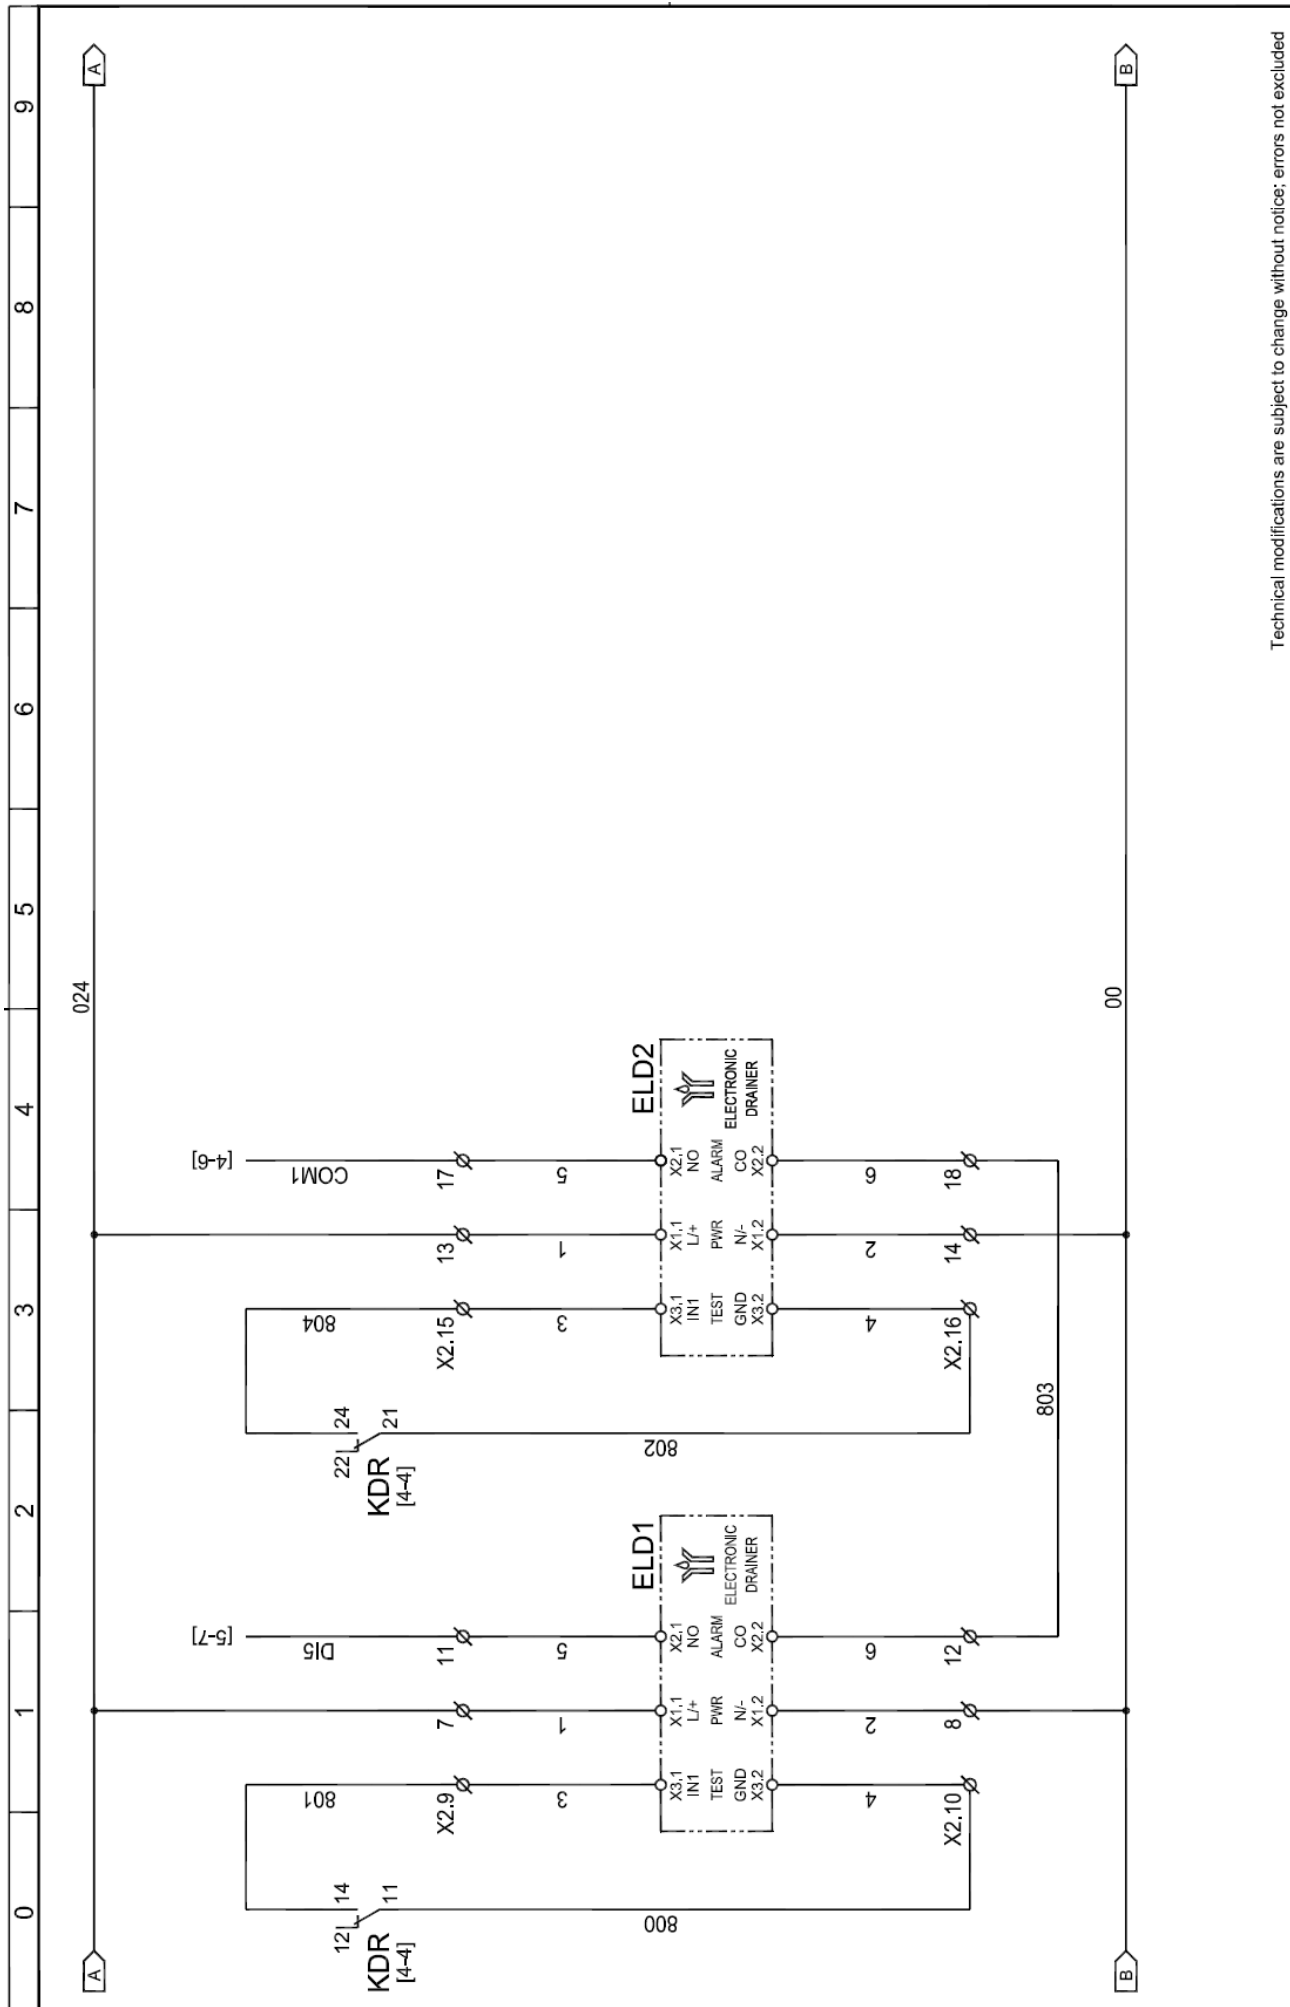 0 1 2 3 4 5 6 7 8 9
A
024
A
[5-7]
DI5
[4-6]
COM1
801
804
12 14
11
KDR
[4-4]
22 24
21
KDR
[4-4]
X2.9
7
11
X2.15
13
17
3
1
5
3
1
5
ELD1
X3.1
IN1
TEST
GND
X3.2
X1.1
L/+
PWR
N/-
X1.2
X2.1
NO
ALARM
CO
X2.2
ELECTRONIC
DRAINER
ELD2
X3.1
IN1
TEST
GND
X3.2
X1.1
L/+
PWR
N/-
X1.2
X2.1
NO
ALARM
CO
X2.2
ELECTRONIC
DRAINER
800
802
4
2
6
4
2
6
X2.10
8
12
X2.16
14
18
803
B
00
B
Technical modifications are subject to change without notice; errors not excluded